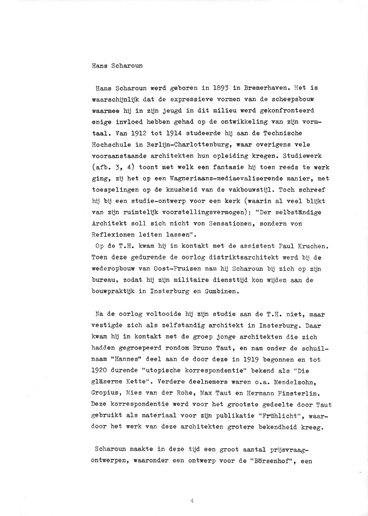 Hans Scharoun
Hans Scharoun werd geboren in 1893 in Bremerhaven. Het is
waarschijnlijk dat de expressieve vormen van de scheepsbouw
waarmee hij in zijn jeugd in dit milieu werd gekonfronteerd
enige invloed hebben gehad op de ontwikkeling van zijn vorm-
taal. Van 1912 tot 1914 studeerde hij aan de Technische
Hochschule in Berlijn-Charlottenburg, waar overigens vele
vooraanstaande architekten hun opleiding kregen. Studiewerk
(afb. 3, 4) toont met welk een fantasie hij toen reeds te werk
ging, zij het op een Wagneriaans-mediaevaliserende manier, met
toespelingen op de knusheid van de vakbouwstijl. Toch schreef
hij bij een studie-ontwerp voor een kerk (waarin al veel blijkt
van zijn ruimtelijk voorstellingsvermogen): "Der selbständige
Architekt soll sich nicht von Sensationen, sondern von
Reflexionen leiten lassen".
Op de T.H. kwam hij in kontakt met de assistent Paul Kruchen.
Toen deze gedurende de oorlog distriktsarchitekt werd bij de
wederopbouw van Oost-Pruisen nam hij Scharoun bij zich op zijn
bureau, zodat hij zijn militaire diensttijd kon wijden aan de
bouwpraktijk in Insterburg en Gumbinen.
Na de oorlog voltooide hij zijn studie aan de T.H. niet, maar
vestigde zich als zelfstandig architekt in Insterburg. Daar
kwam hij in kontakt met de groep jonge architekten die zich
hadden gegroepeerd rondom Bruno Taut, en nam onder de schuil-
naam "Hannes" deel aan de door deze in 1919 begonnen en tot
1920 durende "utopische korrespondentie" bekend als "Die
gläserne Kette". Verdere deelnemers waren o.a. Mendelsohn,
Gropius, Mies van der Rohe, Max Taut en Hermann Finsterlin.
Deze korrespondentie werd voor het grootste gedeelte door Taut
gebruikt als materiaal voor zijn publikatie "Frühlicht", waar-
door het werk van deze architekten grotere bekendheid kreeg.
Scharoun maakte in deze tijd een groot aantal prijsvraag-
ontwerpen, waaronder een ontwerp voor de "Börsenhof", een
4